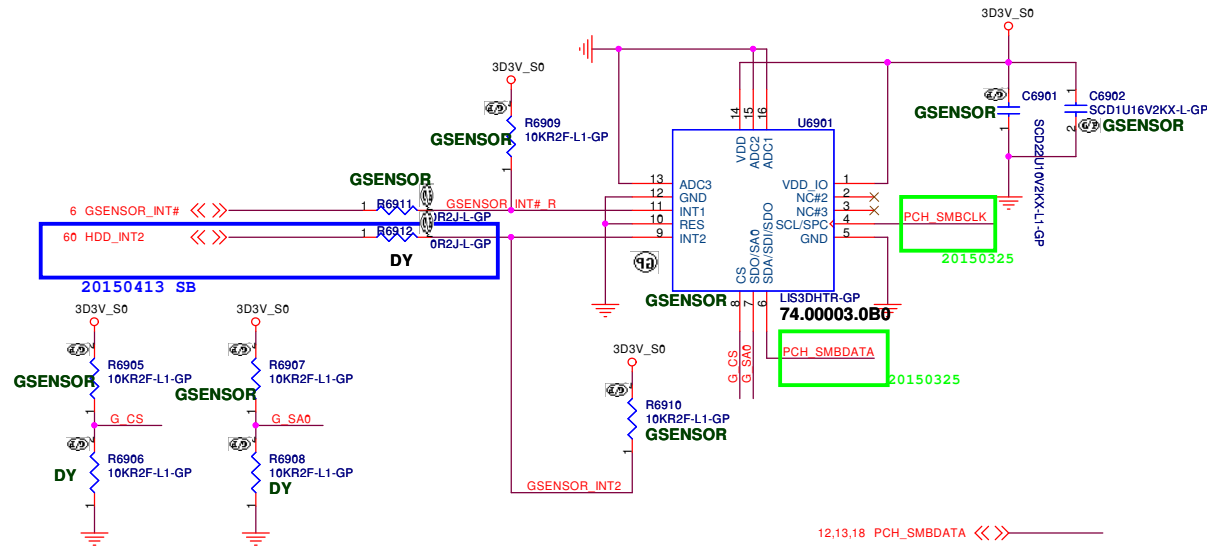 3D3V_S0
3D3V_S0
C6901
GSENSOR
SCD22U10V2KX-L1-GP
C6902
SCD1U16V2KX-L-GP
GSENSOR
R6909
10KR2F-L1-GP
GSENSOR
1
U6901
14 15 16
VDD ADC2 ADC1
13 ADC3
12 GND
11 INT1
10 RES
9 INT2
VDD_IO 1
NC#2 2
NC#3 3
SCL/SPC 4
GND 5
CS SDO/SA0 SDA/SDI/SDO
8 7 6
GSENSOR
LIS3DHTR-GP
74.00003.0B0
PCH_SMBCLK
20150325
GSENSOR
6 GSENSOR_INT#
R6911
0R2J-L-GP
GSENSOR_INT#_R
60 HDD_INT2
R6912
0R2J-L-GP
DY
20150413 SB
G_CS
G_SA0
PCH_SMBDATA
20150325
3D3V_S0
R6905
10KR2F-L1-GP
GSENSOR
1
G_CS
R6906
10KR2F-L1-GP
DY
1
3D3V_S0
R6907
10KR2F-L1-GP
GSENSOR
1
G_SA0
R6908
10KR2F-L1-GP
DY
1
3D3V_S0
R6910
10KR2F-L1-GP
GSENSOR
1
GSENSOR_INT2
12,13,18 PCH_SMBDATA